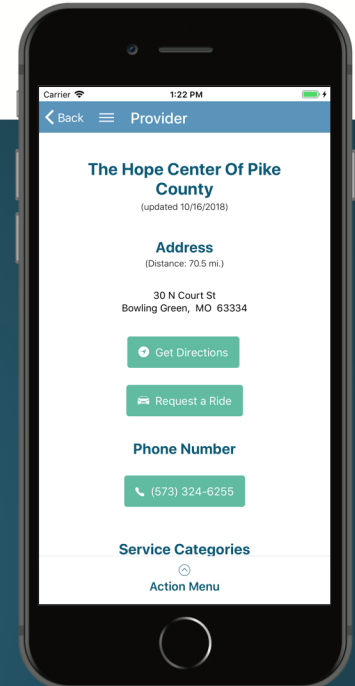 Carrier 1:22 PM
Back Provider
The Hope Center Of Pike
County
(updated 10/16/2018)
Address
(Distance: 70.5 mi.)
30 N Court St
Bowling Green, MO 63334
Get Directions
Request a Ride
Phone Number
(573) 324-6255
Service Categories
Action Menu